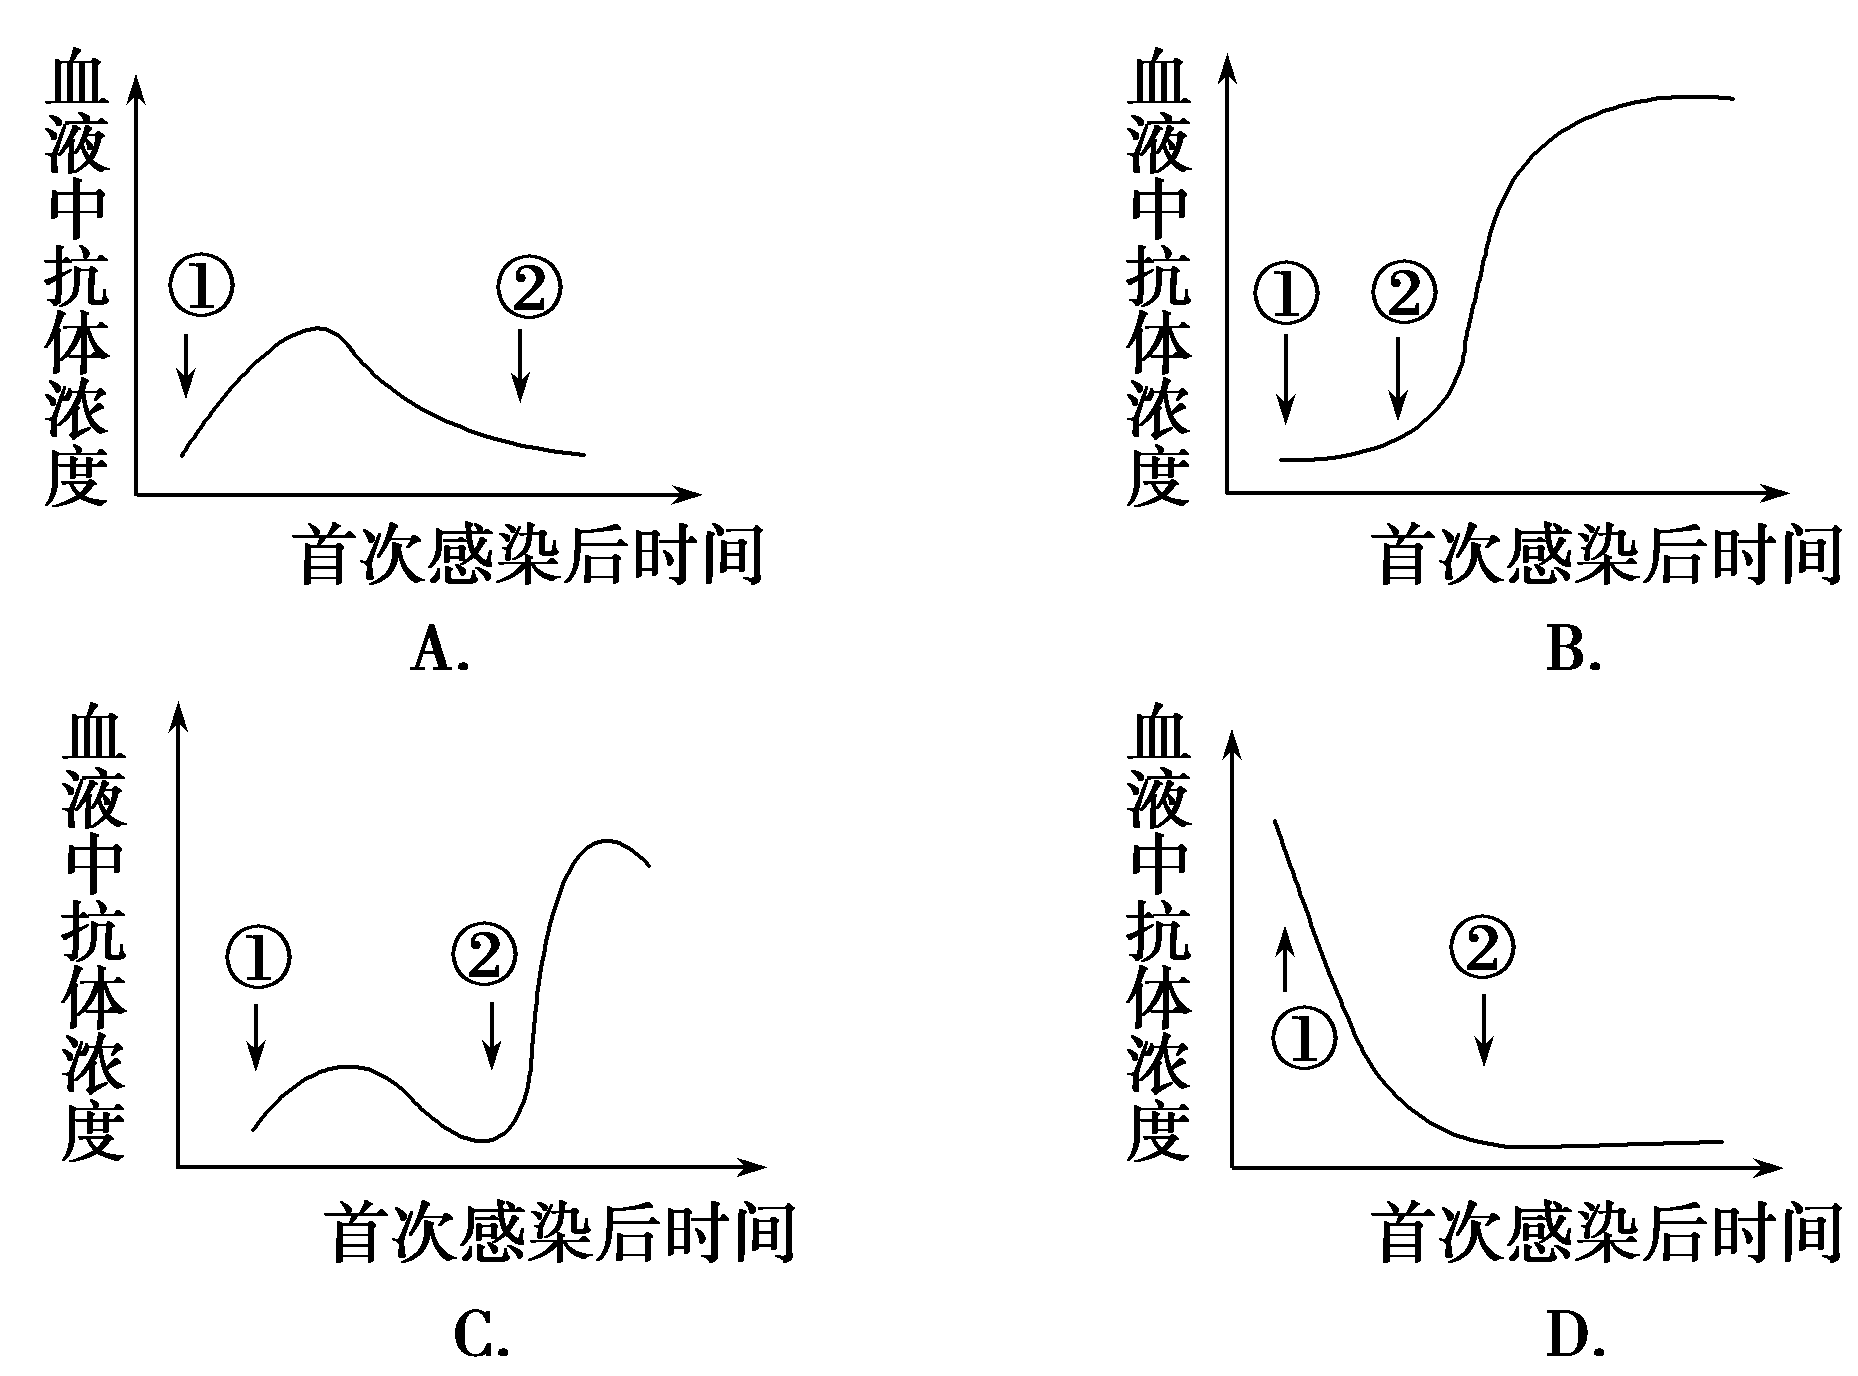 血液中抗体浓度
①
②
首次感染后时间
A.
血液中抗体浓度
①
②
首次感染后时间
B.
血液中抗体浓度
①
②
首次感染后时间
C.
血液中抗体浓度
①
②
首次感染后时间
D.